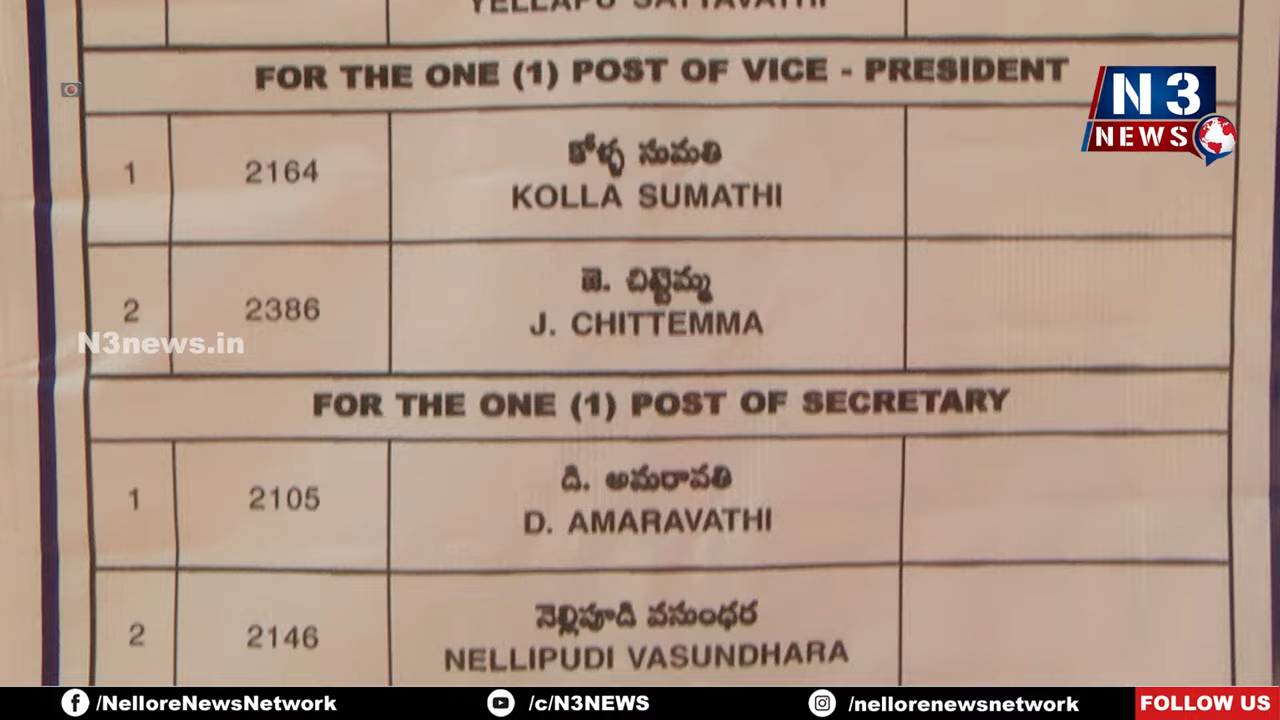 YELLAPU SATTAVATHI
FOR THE ONE (1) POST OF VICE - PRESIDENT
N3
NEWS
1
2164
కోళ్ళ సుమతి
KOLLA SUMATHI
2
2386
జె. చిట్టెమ్మ
J. CHITTEMMA
N3news.in
FOR THE ONE (1) POST OF SECRETARY
1
2105
డి. అమరావతి
D. AMARAVATHI
2
2146
నెల్లిపూడి వసుంధర
NELLIPUDI VASUNDHARA
/NelloreNewsNetwork
/c/N3NEWS
/nellorenewsnetwork
FOLLOW US